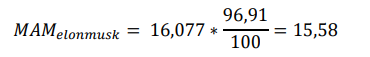 MAM_elonmusk = 16,077 * 96,91/100 = 15,58